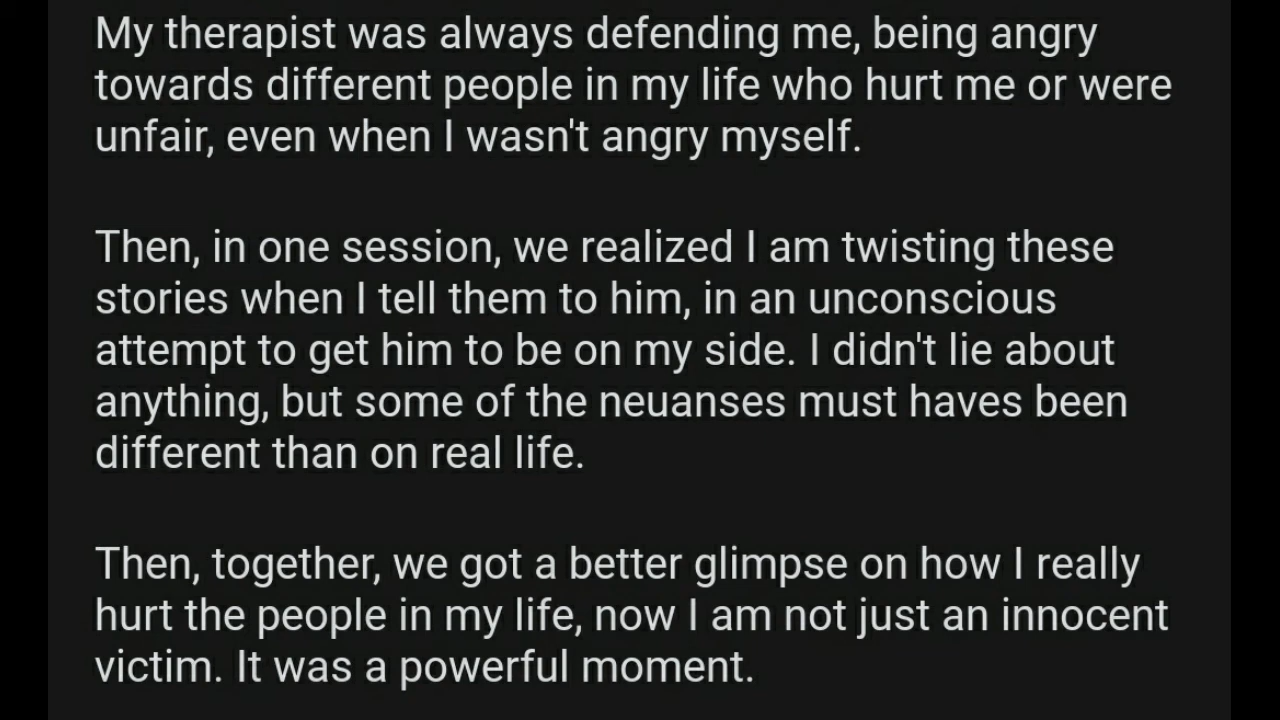 My therapist was always defending me, being angry
towards different people in my life who hurt me or were
unfair, even when I wasn't angry myself.
Then, in one session, we realized I am twisting these
stories when I tell them to him, in an unconscious
attempt to get him to be on my side. I didn't lie about
anything, but some of the neuanses must haves been
different than on real life.
Then, together, we got a better glimpse on how I really
hurt the people in my life, now I am not just an innocent
victim. It was a powerful moment.